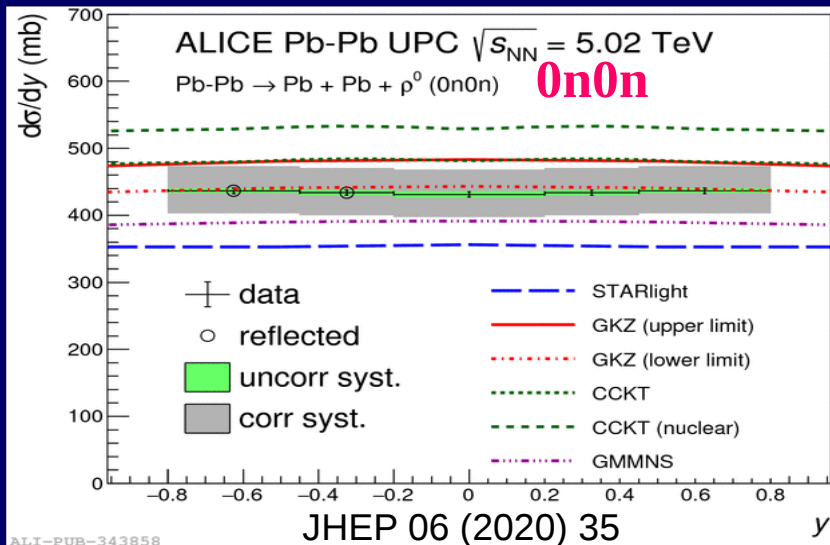 700
600
500
400
300
200
100
0
dσ/dy (mb)
ALICE Pb-Pb UPC √sNN = 5.02 TeV
Pb-Pb → Pb + Pb + ρ⁰ (0n0n)
0n0n
data
reflected
uncorr syst.
corr syst.
STARlight
GKZ (upper limit)
GKZ (lower limit)
CCKT
CCKT (nuclear)
GMMNS
−0.8 −0.6 −0.4 −0.2 0 0.2 0.4 0.6 0.8
y
JHEP 06 (2020) 35
ALI-PUB-343858